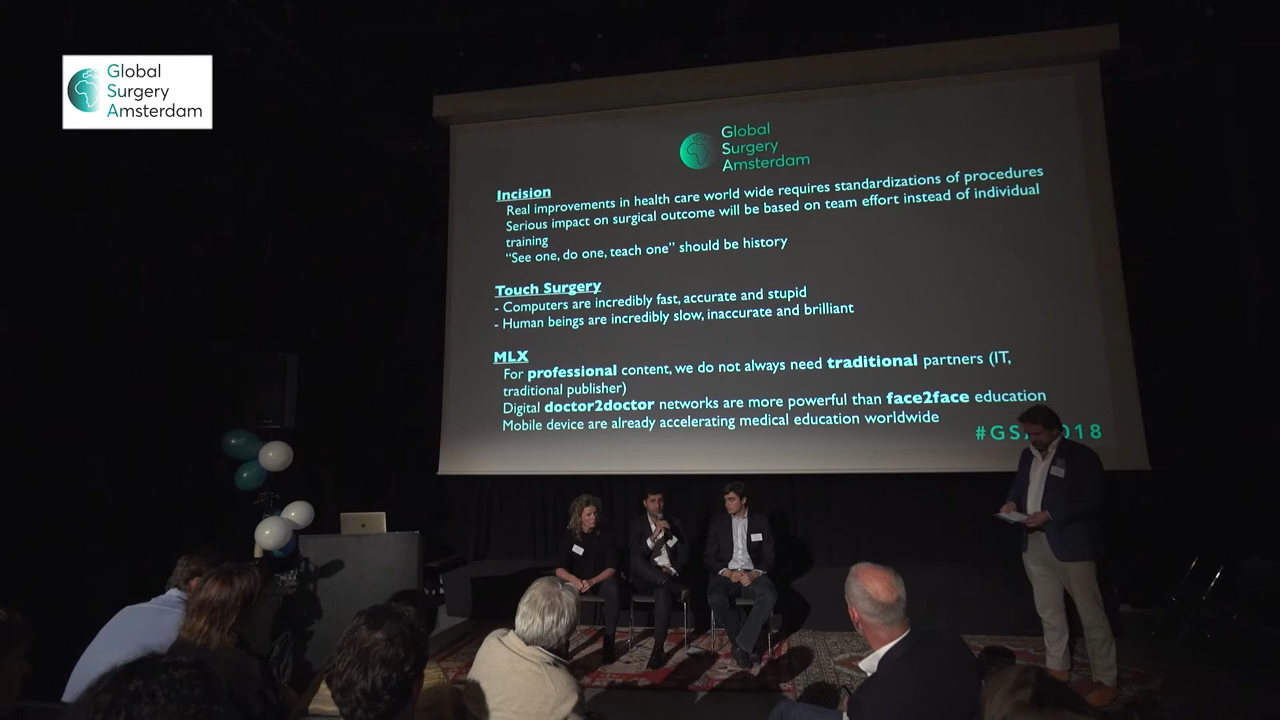 Global
Surgery
Amsterdam
Global
Surgery
Amsterdam
Incision
Real improvements in health care world wide requires standardizations of procedures
Serious impact on surgical outcome will be based on team effort instead of individual
training
“See one, do one, teach one” should be history
Touch Surgery
- Computers are incredibly fast, accurate and stupid
- Human beings are incredibly slow, inaccurate and brilliant
MLX
For professional content, we do not always need traditional partners (IT,
traditional publisher)
Digital doctor2doctor networks are more powerful than face2face education
Mobile device are already accelerating medical education worldwide